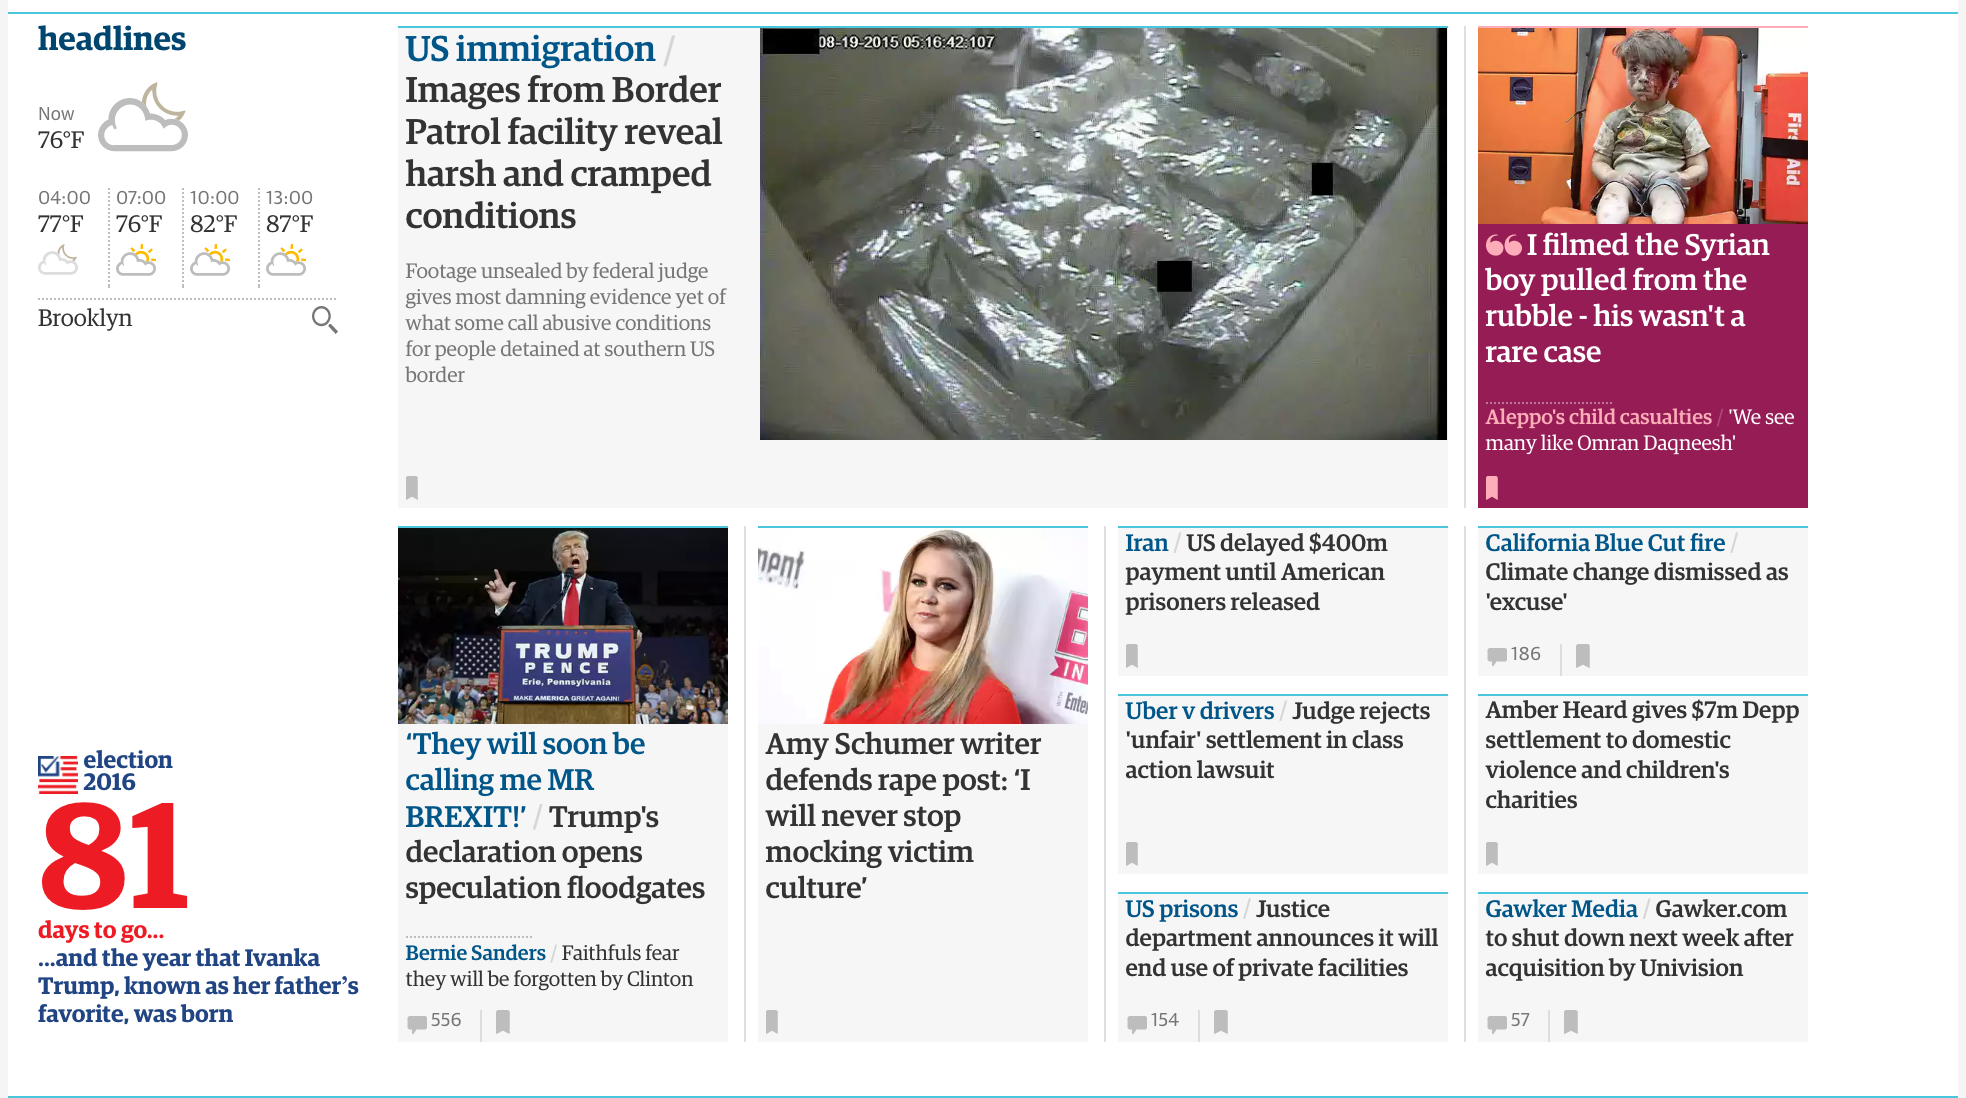 headlines
Now
76°F
04:00
77°F
07:00
76°F
10:00
82°F
13:00
87°F
Brooklyn
election
2016
81
days to go...
...and the year that Ivanka
Trump, known as her father's
favorite, was born
US immigration /
Images from Border
Patrol facility reveal
harsh and cramped
conditions
Footage unsealed by federal judge
gives most damning evidence yet of
what some call abusive conditions
for people detained at southern US
border
08-19-2015 05:16:42:107
First Aid
I filmed the Syrian
boy pulled from the
rubble - his wasn't a
rare case
Aleppo's child casualties / 'We see
many like Omran Daqneesh'
TRUMP
PENCE
Erie, Pennsylvania
MAKE AMERICA GREAT AGAIN!
‘They will soon be
calling me MR
BREXIT!’ / Trump's
declaration opens
speculation floodgates
Bernie Sanders / Faithfuls fear
they will be forgotten by Clinton
556
Amy Schumer writer
defends rape post: ‘I
will never stop
mocking victim
culture’
Iran / US delayed $400m
payment until American
prisoners released
Uber v drivers / Judge rejects
'unfair' settlement in class
action lawsuit
US prisons / Justice
department announces it will
end use of private facilities
154
California Blue Cut fire /
Climate change dismissed as
'excuse'
186
Amber Heard gives $7m Depp
settlement to domestic
violence and children's
charities
Gawker Media / Gawker.com
to shut down next week after
acquisition by Univision
57